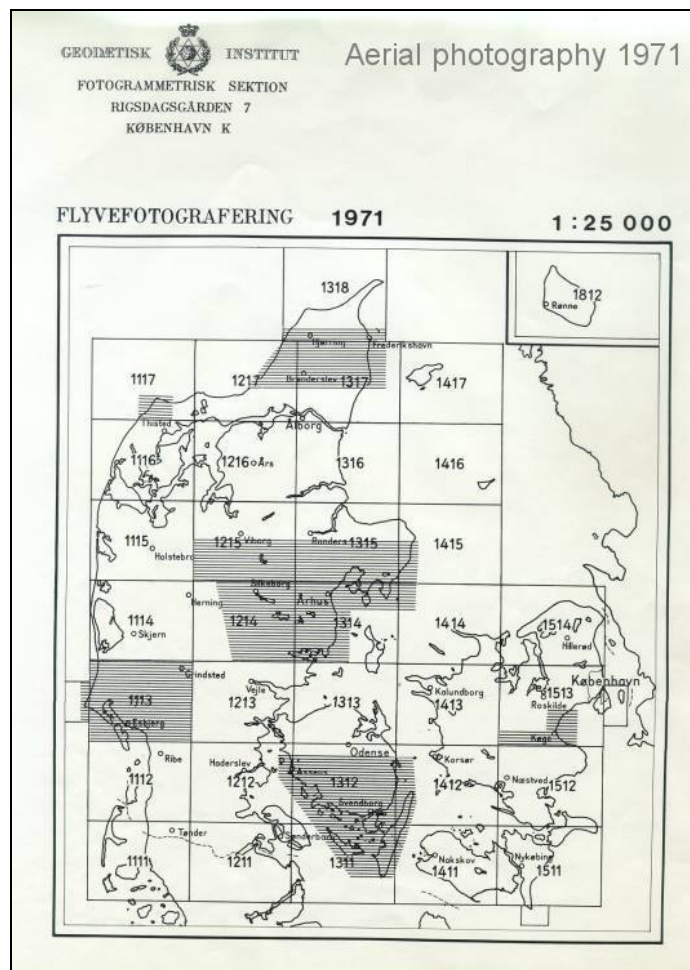 GEODÆTISK INSTITUT
FOTOGRAMMETRISK SEKTION
RIGSDAGSGÅRDEN 7
KØBENHAVN K
Aerial photography 1971
FLYVEFOTOGRAFERING 1971 1:25 000
1318
1812
Rønne
Hjørring
Frederikshavn
1117
1217
Brønderslev
1317
1417
Thisted
Ålborg
1116
1216
Års
1316
1416
1115
Holstebro
1215
Viborg
Randers
1315
1415
Silkeborg
Herning
Århus
1114
Skjern
1214
1314
1414
1514
Hillerød
Grindsted
Vejle
Kalundborg
København
1113
Esbjerg
1213
1313
1413
1513
Roskilde
Køge
Odense
Ribe
Haderslev
Assens
Korsør
1112
1212
1312
1412
Næstved
1512
Svendborg
Tønder
Sønderborg
1111
1211
1311
Nakskov
1411
Nykøbing
1511